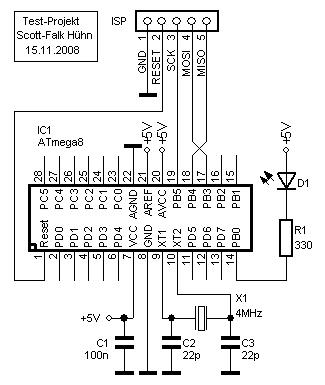 Test-Projekt
Scott-Falk Hühn
15.11.2008
ISP
1 2 3 4 5
GND RESET SCK MOSI MISO
IC1
ATmega8
+5V +5V +5V
28 27 26 25 24 23 22 21 20 19 18 17 16 15
PC5 PC4 PC3 PC2 PC1 PC0 AGND AREF AVCC PB5 PB4 PB3 PB2 PB1
Reset PD0 PD1 PD2 PD3 PD4 VCC GND XT1 XT2 PD5 PD6 PD7 PB0
1 2 3 4 5 6 7 8 9 10 11 12 13 14
D1
R1
330
X1
4MHz
+5V
C1
100n
C2
22p
C3
22p